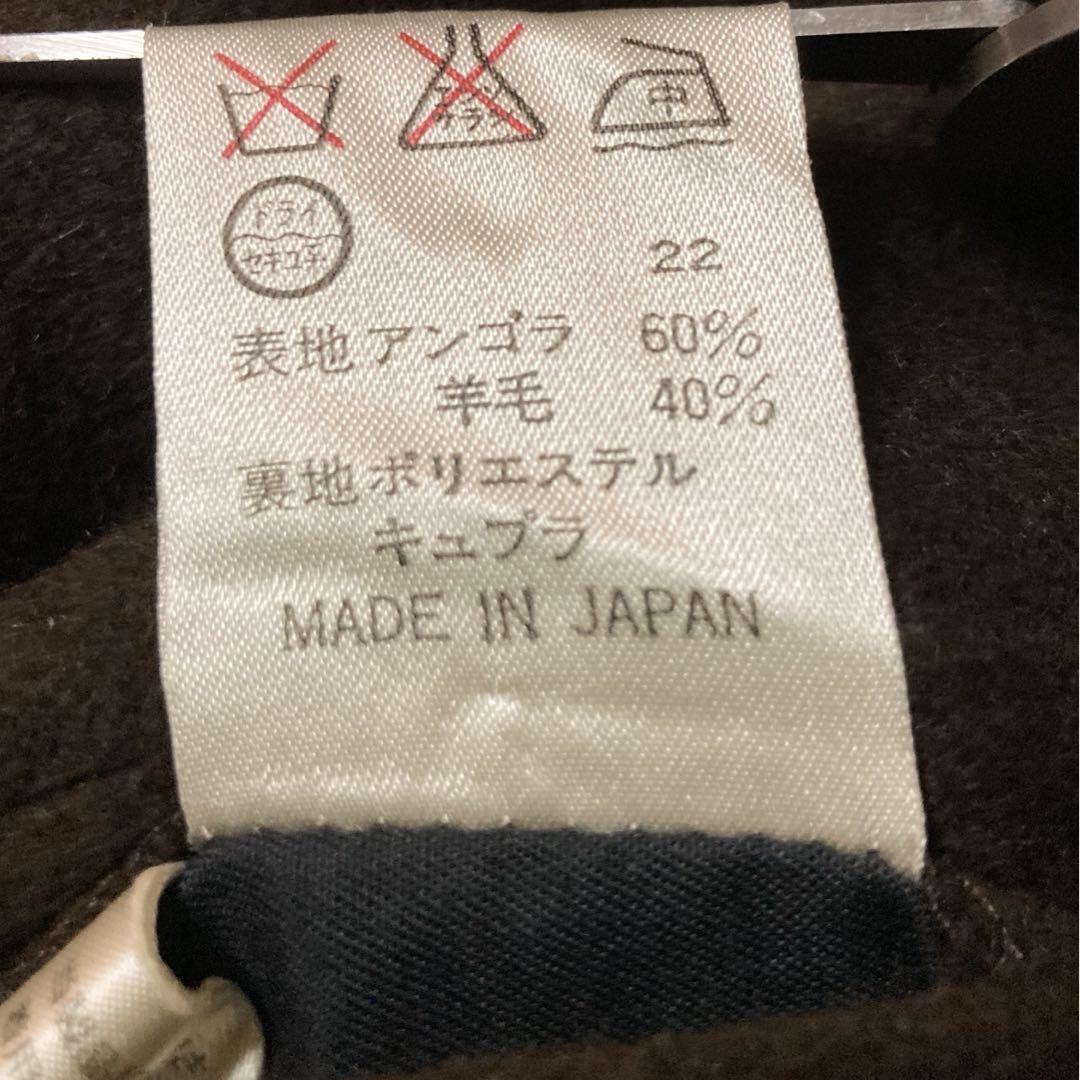 エンソ
サラシ
中
ドライ
セキユ系
22
表地 アンゴラ 60%
羊毛 40%
裏地 ポリエステル
キュプラ
MADE IN JAPAN